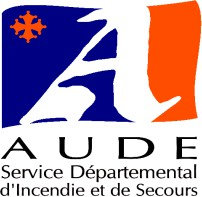 AUDE
Service Départemental
d'Incendie et de Secours